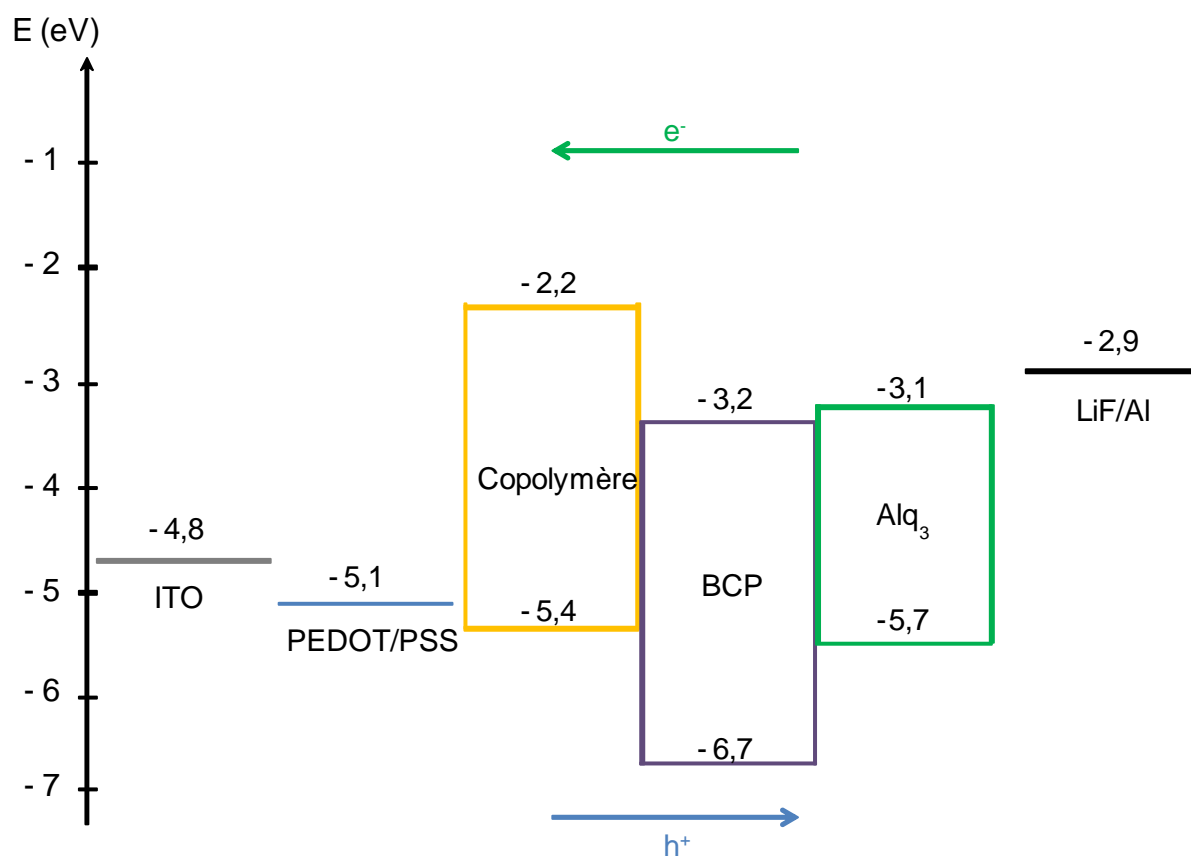 E (eV)
e-
- 1
- 2
- 2,2
- 2,9
- 3
- 3,2
- 3,1
LiF/Al
Copolymère
- 4
Alq3
- 4,8
- 5,1
BCP
- 5
ITO
- 5,4
- 5,7
PEDOT/PSS
- 6
- 6,7
- 7
h+